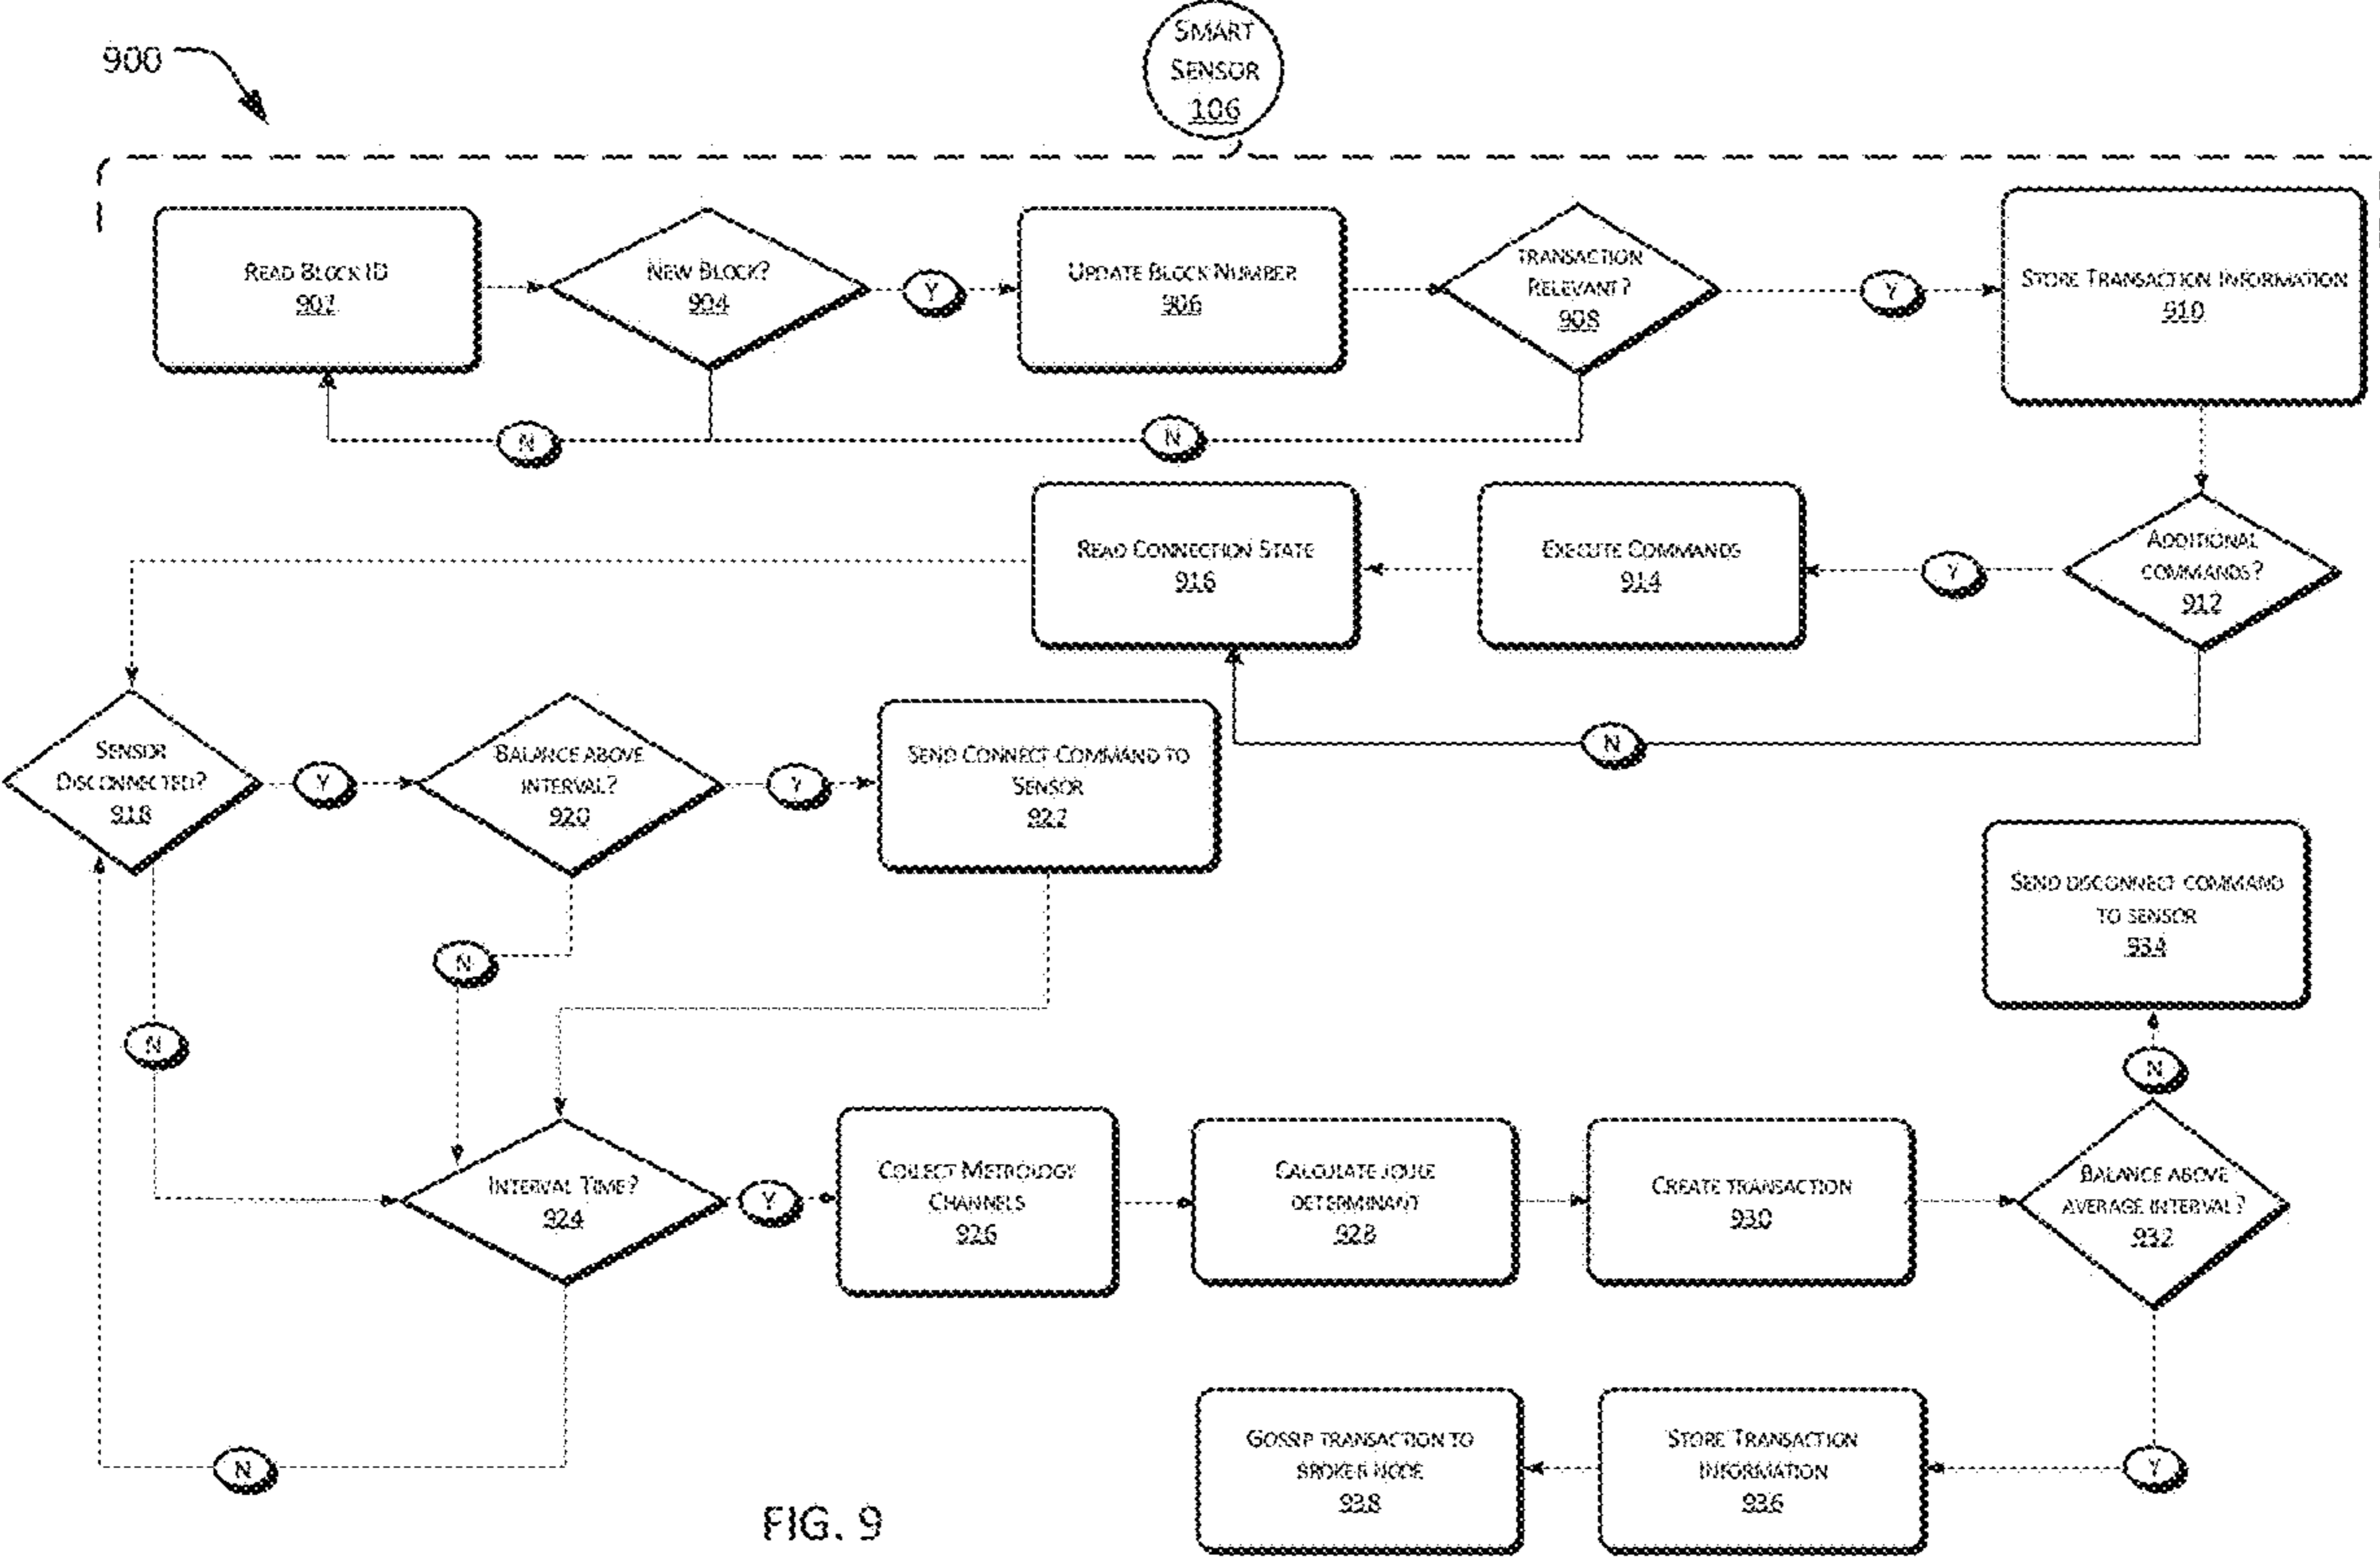 900
SMART
SENSOR
106
READ BLOCK ID
902
NEW BLOCK?
904
Y
UPDATE BLOCK NUMBER
906
TRANSACTION
RELEVANT?
908
Y
STORE TRANSACTION INFORMATION
910
N
N
READ CONNECTION STATE
916
EXECUTE COMMANDS
914
Y
ADDITIONAL
COMMANDS?
912
N
SENSOR
DISCONNECTED?
918
Y
BALANCE ABOVE
INTERVAL?
920
Y
SEND CONNECT COMMAND TO
SENSOR
922
SEND DISCONNECT COMMAND
TO SENSOR
934
N
N
N
INTERVAL TIME?
924
Y
COLLECT METROLOGY
CHANNELS
926
CALCULATE JOULE
DETERMINANT
928
CREATE TRANSACTION
930
BALANCE ABOVE
AVERAGE INTERVAL?
932
N
GOSSIP TRANSACTION TO
BROKER NODE
938
STORE TRANSACTION
INFORMATION
936
Y
FIG. 9